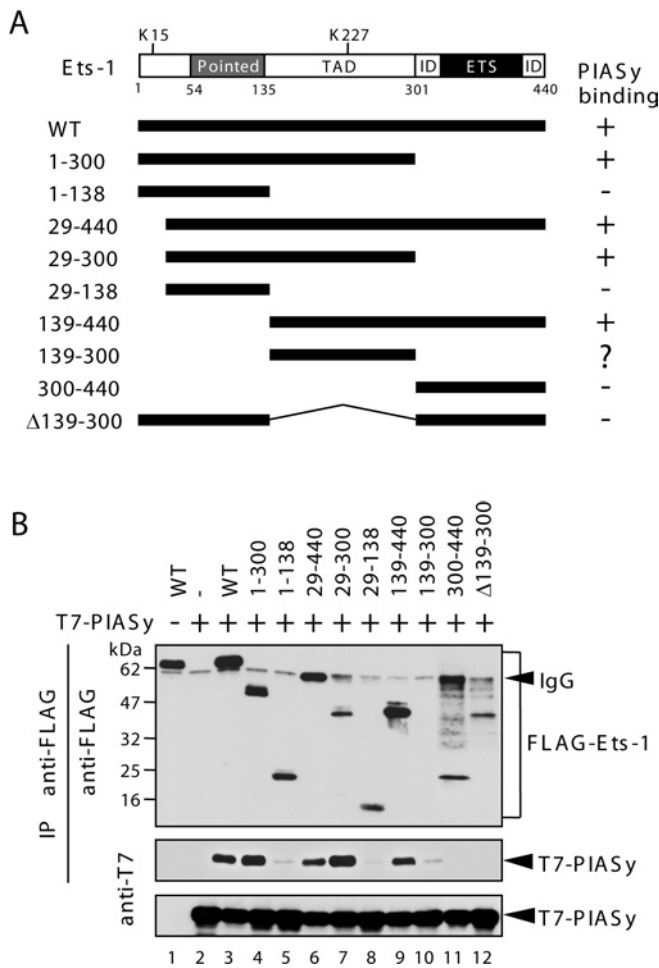 A
K15 K227
Ets-1 Pointed TAD ID ETS ID PIASy
1 54 135 301 440 binding
WT +
1-300 +
1-138 -
29-440 +
29-300 +
29-138 -
139-440 +
139-300 ?
300-440 -
Δ139-300 -
B
WT - WT 1-300 1-138 29-440 29-300 29-138 139-440 139-300 300-440 Δ139-300
T7-PIASy - + + + + + + + + + + +
kDa
62
47
32
25
16
IP
anti-FLAG
anti-FLAG
IgG
FLAG-Ets-1
anti-T7
T7-PIASy
T7-PIASy
1 2 3 4 5 6 7 8 9 10 11 12